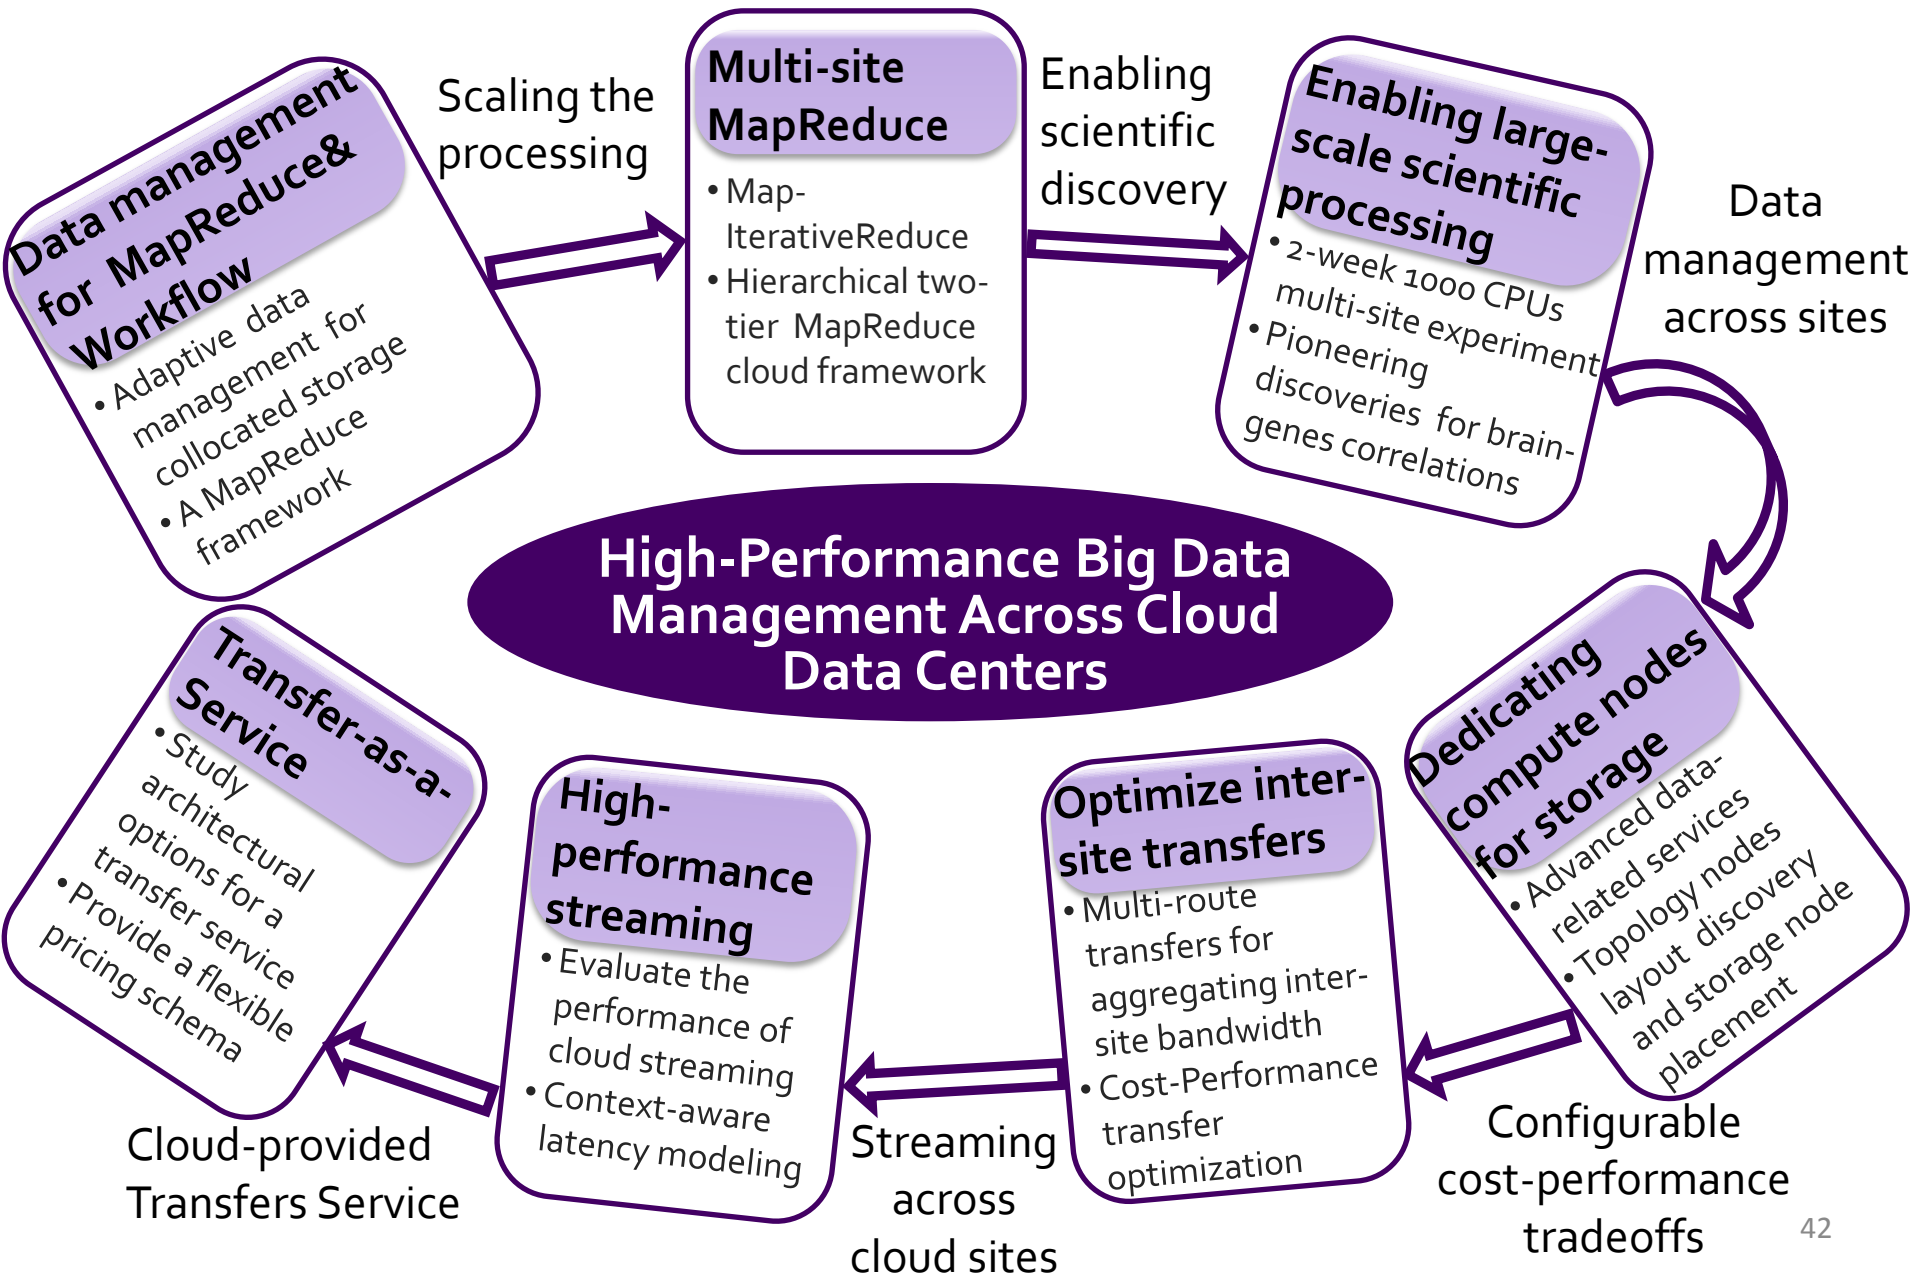 Data management
for MapReduce&
Workflow
• Adaptive data
management for
collocated storage
• A MapReduce
framework
Scaling the
processing
Multi-site
MapReduce
• Map-
IterativeReduce
• Hierarchical two-
tier MapReduce
cloud framework
Enabling
scientific
discovery
Enabling large-
scale scientific
processing
• 2-week 1000 CPUs
multi-site experiment
• Pioneering
discoveries for brain-
genes correlations
Data
management
across sites
High-Performance Big Data
Management Across Cloud
Data Centers
Dedicating
compute nodes
for storage
• Advanced data-
related services
• Topology nodes
layout discovery
and storage node
placement
Configurable
cost-performance
tradeoffs
Optimize inter-
site transfers
• Multi-route
transfers for
aggregating inter-
site bandwidth
• Cost-Performance
transfer
optimization
Streaming
across
cloud sites
High-
performance
streaming
• Evaluate the
performance of
cloud streaming
• Context-aware
latency modeling
Cloud-provided
Transfers Service
Transfer-as-a-
Service
• Study
architectural
options for a
transfer service
• Provide a flexible
pricing schema
42